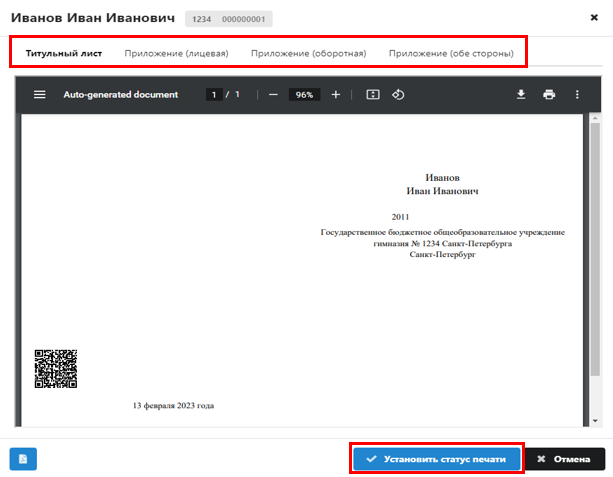 Иванов Иван Иванович 1234 000000001
Титульный лист Приложение (лицевая) Приложение (оборотная) Приложение (обе стороны)
Auto-generated document 1 / 1 96%
Иванов
Иван Иванович
2011
Государственное бюджетное общеобразовательное учреждение
гимназия № 1234 Санкт-Петербурга
Санкт-Петербург
13 февраля 2023 года
Установить статус печати Отмена